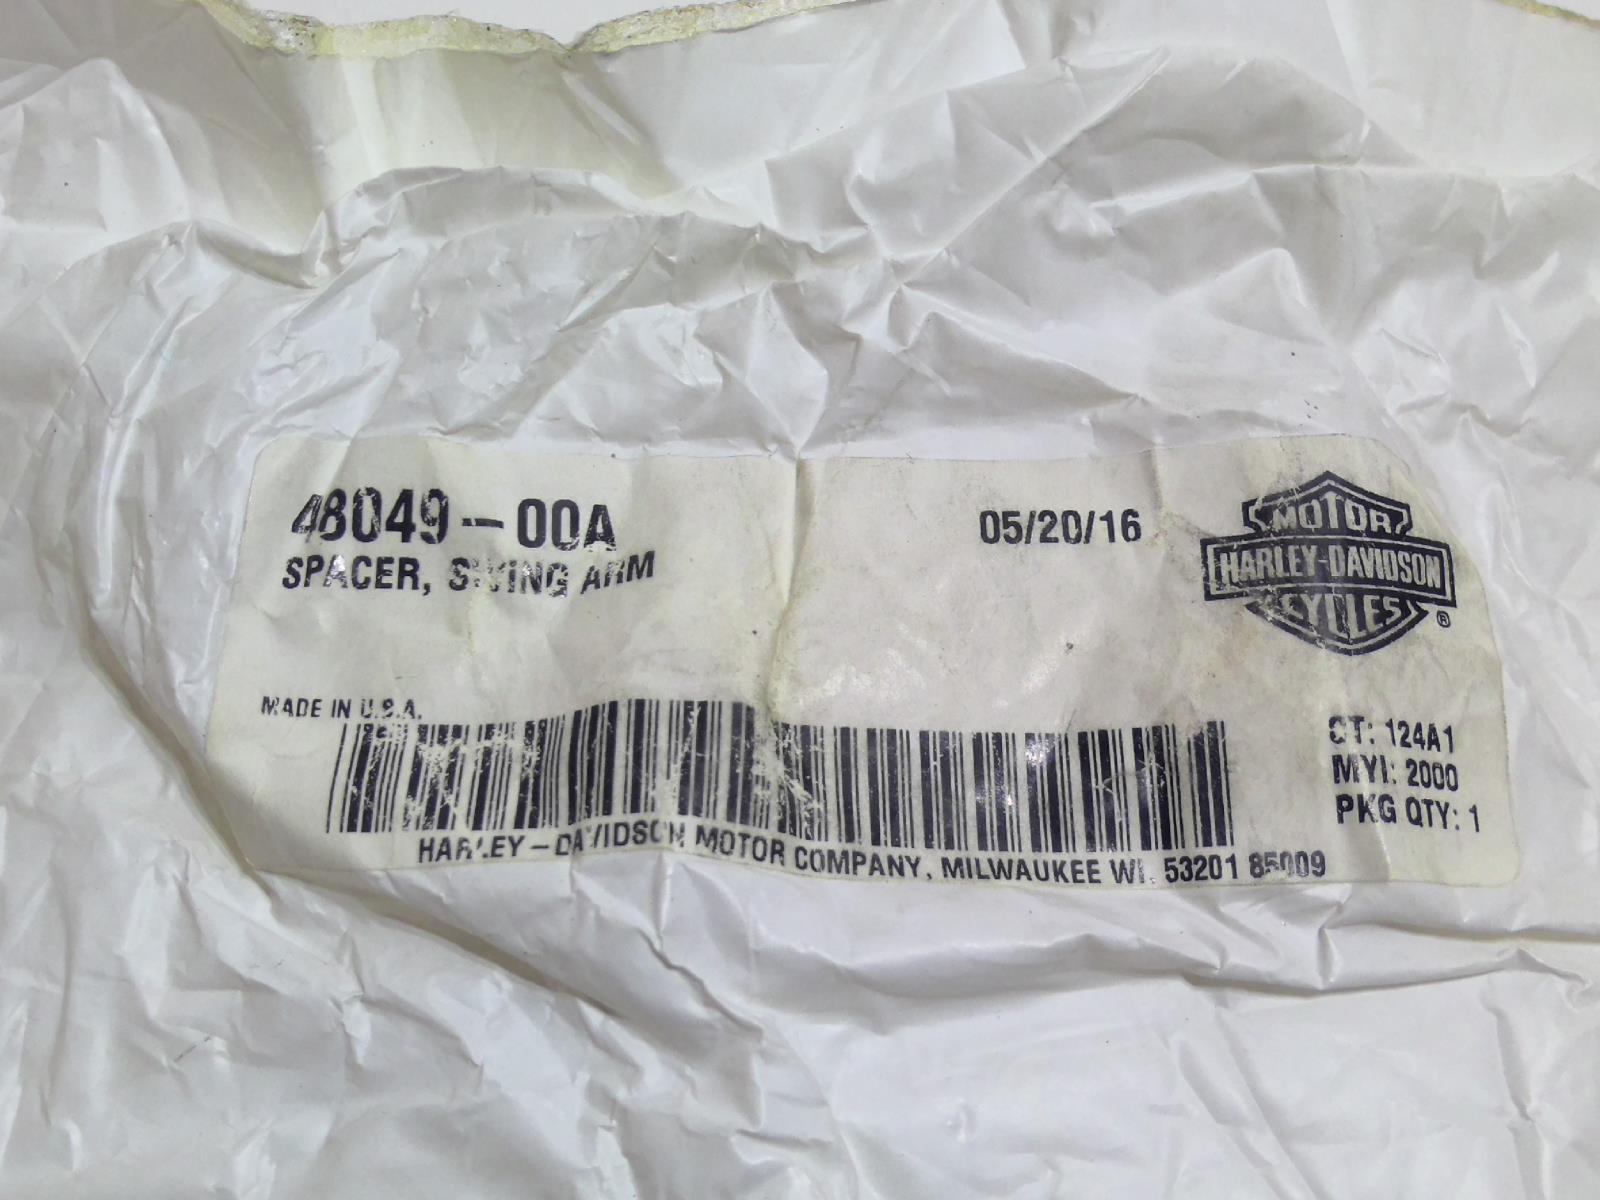 48049-00A
SPACER, SWING ARM
05/20/16
MOTOR
HARLEY-DAVIDSON
CYCLES
®
MADE IN U.S.A.
CT: 124A1
MYI: 2000
PKG QTY: 1
HARLEY-DAVIDSON MOTOR COMPANY, MILWAUKEE WI. 53201 85009